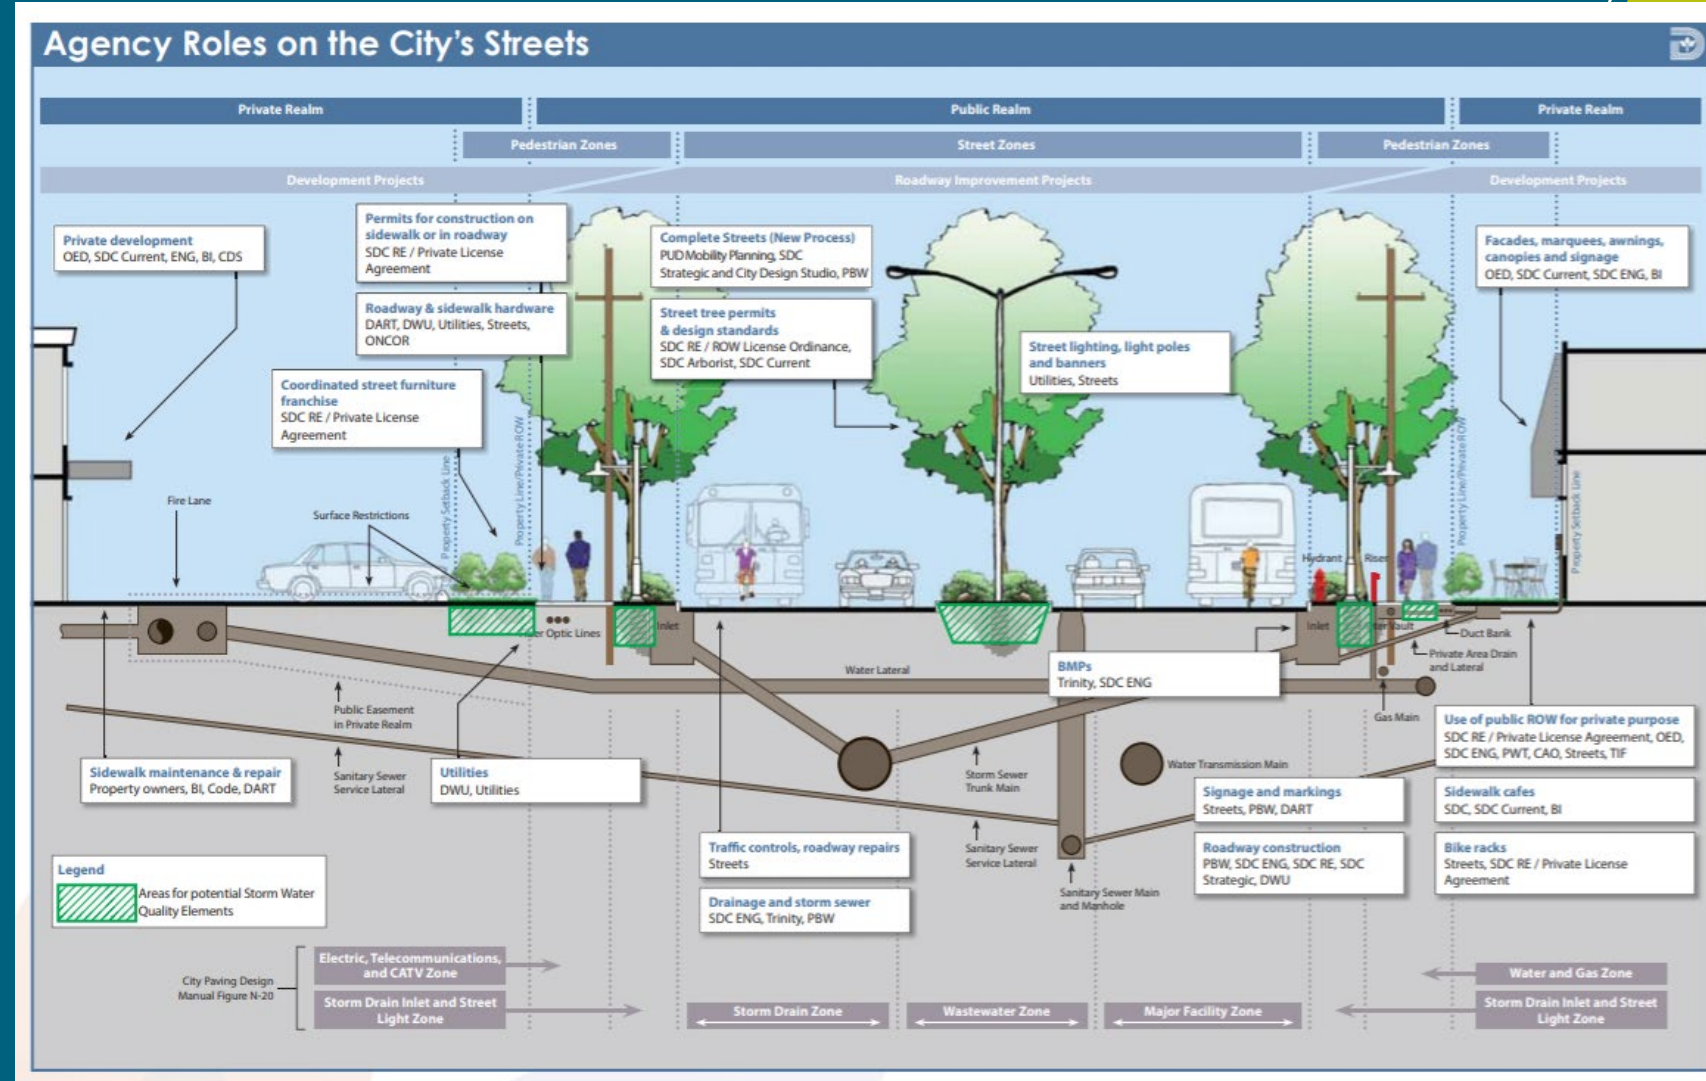 Agency Roles on the City's Streets
Private Realm
Public Realm
Private Realm
Pedestrian Zones
Street Zones
Pedestrian Zones
Development Projects
Roadway Improvement Projects
Development Projects
Private development
OED, SDC Current, ENG, BI, CDS
Permits for construction on
sidewalk or in roadway
SDC RE / Private License
Agreement
Roadway & sidewalk hardware
DART, DWU, Utilities, Streets,
ONCOR
Coordinated street furniture
franchise
SDC RE / Private License
Agreement
Complete Streets (New Process)
PUD Mobility Planning, SDC
Strategic and City Design Studio, PBW
Street tree permits
& design standards
SDC RE / ROW License Ordinance,
SDC Arborist, SDC Current
Street lighting, light poles
and banners
Utilities, Streets
Facades, marquees, awnings,
canopies and signage
OED, SDC Current, SDC ENG, BI
Property Setback Line
Property Line/Private ROW
Property Line/Private ROW
Property Setback Line
Fire Lane
Surface Restrictions
Hydrant
Riser
Optic Lines
Inlet
Inlet
Vault
Duct Bank
Private Area Drain
and Lateral
Water Lateral
BMPs
Trinity, SDC ENG
Public Easement
in Private Realm
Gas Main
Use of public ROW for private purpose
SDC RE / Private License Agreement, OED,
SDC ENG, PWT, CAO, Streets, TIF
Sidewalk maintenance & repair
Property owners, BI, Code, DART
Sanitary Sewer
Service Lateral
Utilities
DWU, Utilities
Storm Sewer
Trunk Main
Water Transmission Main
Signage and markings
Streets, PBW, DART
Sidewalk cafes
SDC, SDC Current, BI
Traffic controls, roadway repairs
Streets
Sanitary Sewer
Service Lateral
Roadway construction
PBW, SDC ENG, SDC RE, SDC
Strategic, DWU
Bike racks
Streets, SDC RE / Private License
Agreement
Legend
Areas for potential Storm Water
Quality Elements
Drainage and storm sewer
SDC ENG, Trinity, PBW
Sanitary Sewer Main
and Manhole
City Paving Design
Manual Figure N-20
Electric, Telecommunications,
and CATV Zone
Storm Drain Inlet and Street
Light Zone
Storm Drain Zone
Wastewater Zone
Major Facility Zone
Water and Gas Zone
Storm Drain Inlet and Street
Light Zone